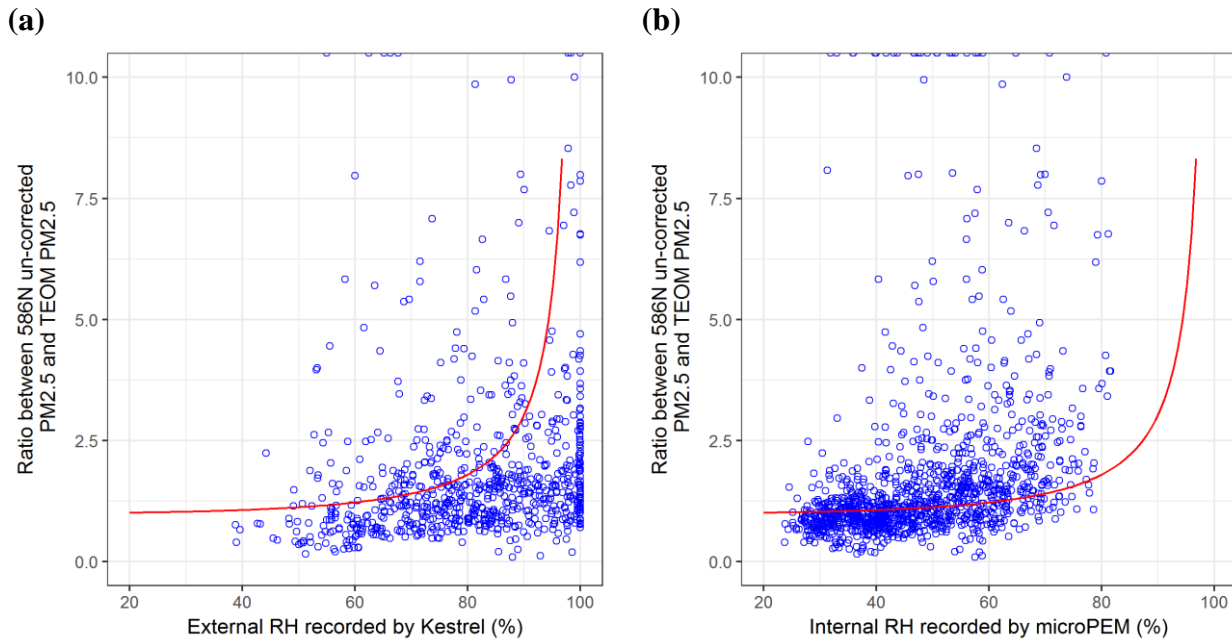 (a)
(b)
Ratio between 586N un-corrected
PM2.5 and TEOM PM2.5
10.0
7.5
5.0
2.5
0.0
20 40 60 80 100
External RH recorded by Kestrel (%)
Ratio between 586N un-corrected
PM2.5 and TEOM PM2.5
10.0
7.5
5.0
2.5
0.0
20 40 60 80 100
Internal RH recorded by microPEM (%)